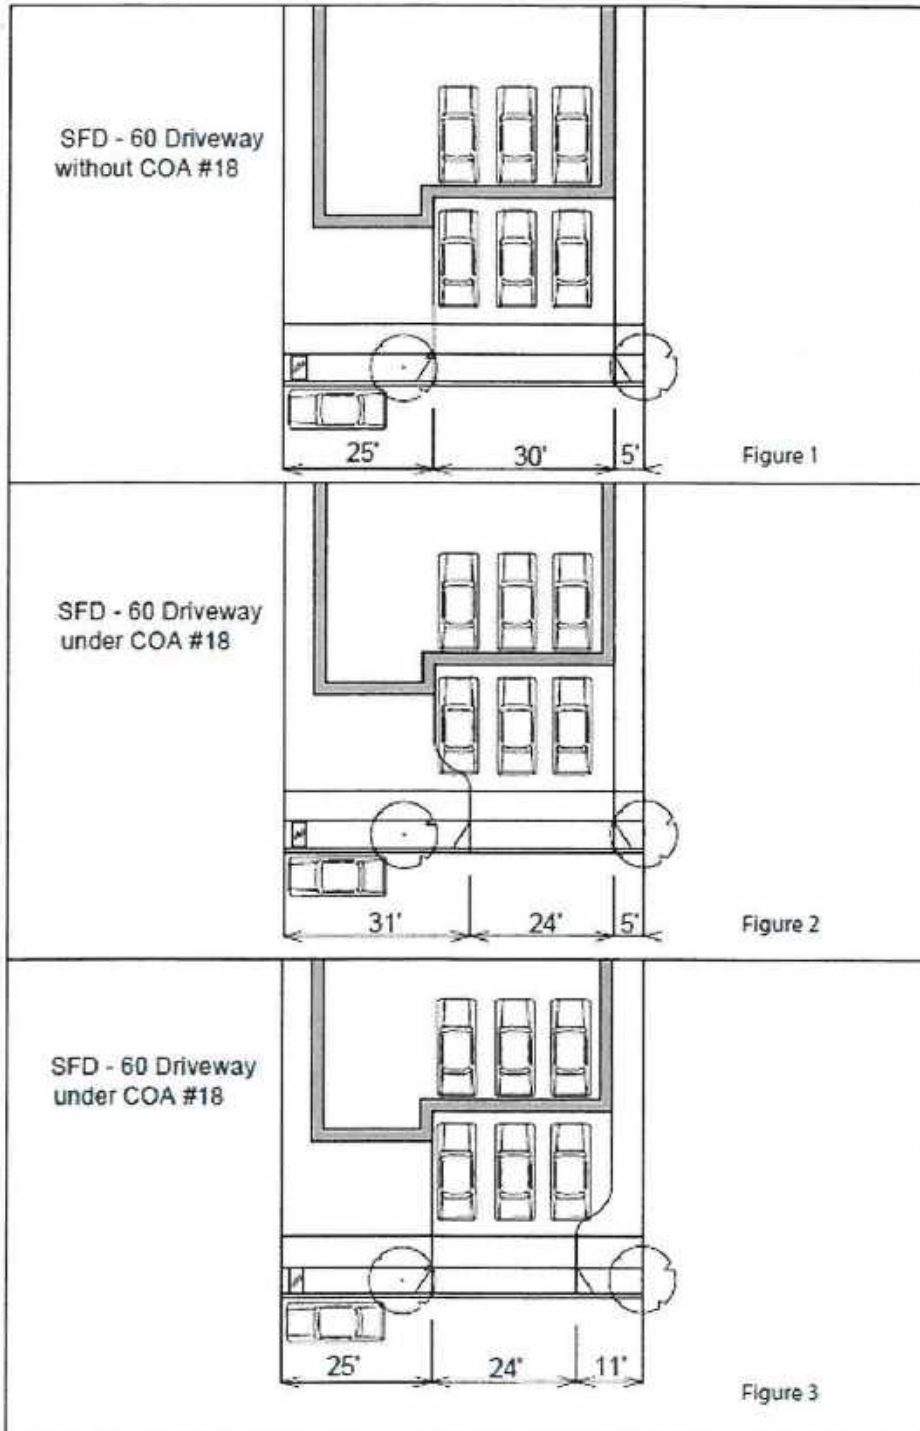 SFD - 60 Driveway
without COA #18
25'
30'
5'
Figure 1
SFD - 60 Driveway
under COA #18
31'
24'
5'
Figure 2
SFD - 60 Driveway
under COA #18
25'
24'
11'
Figure 3